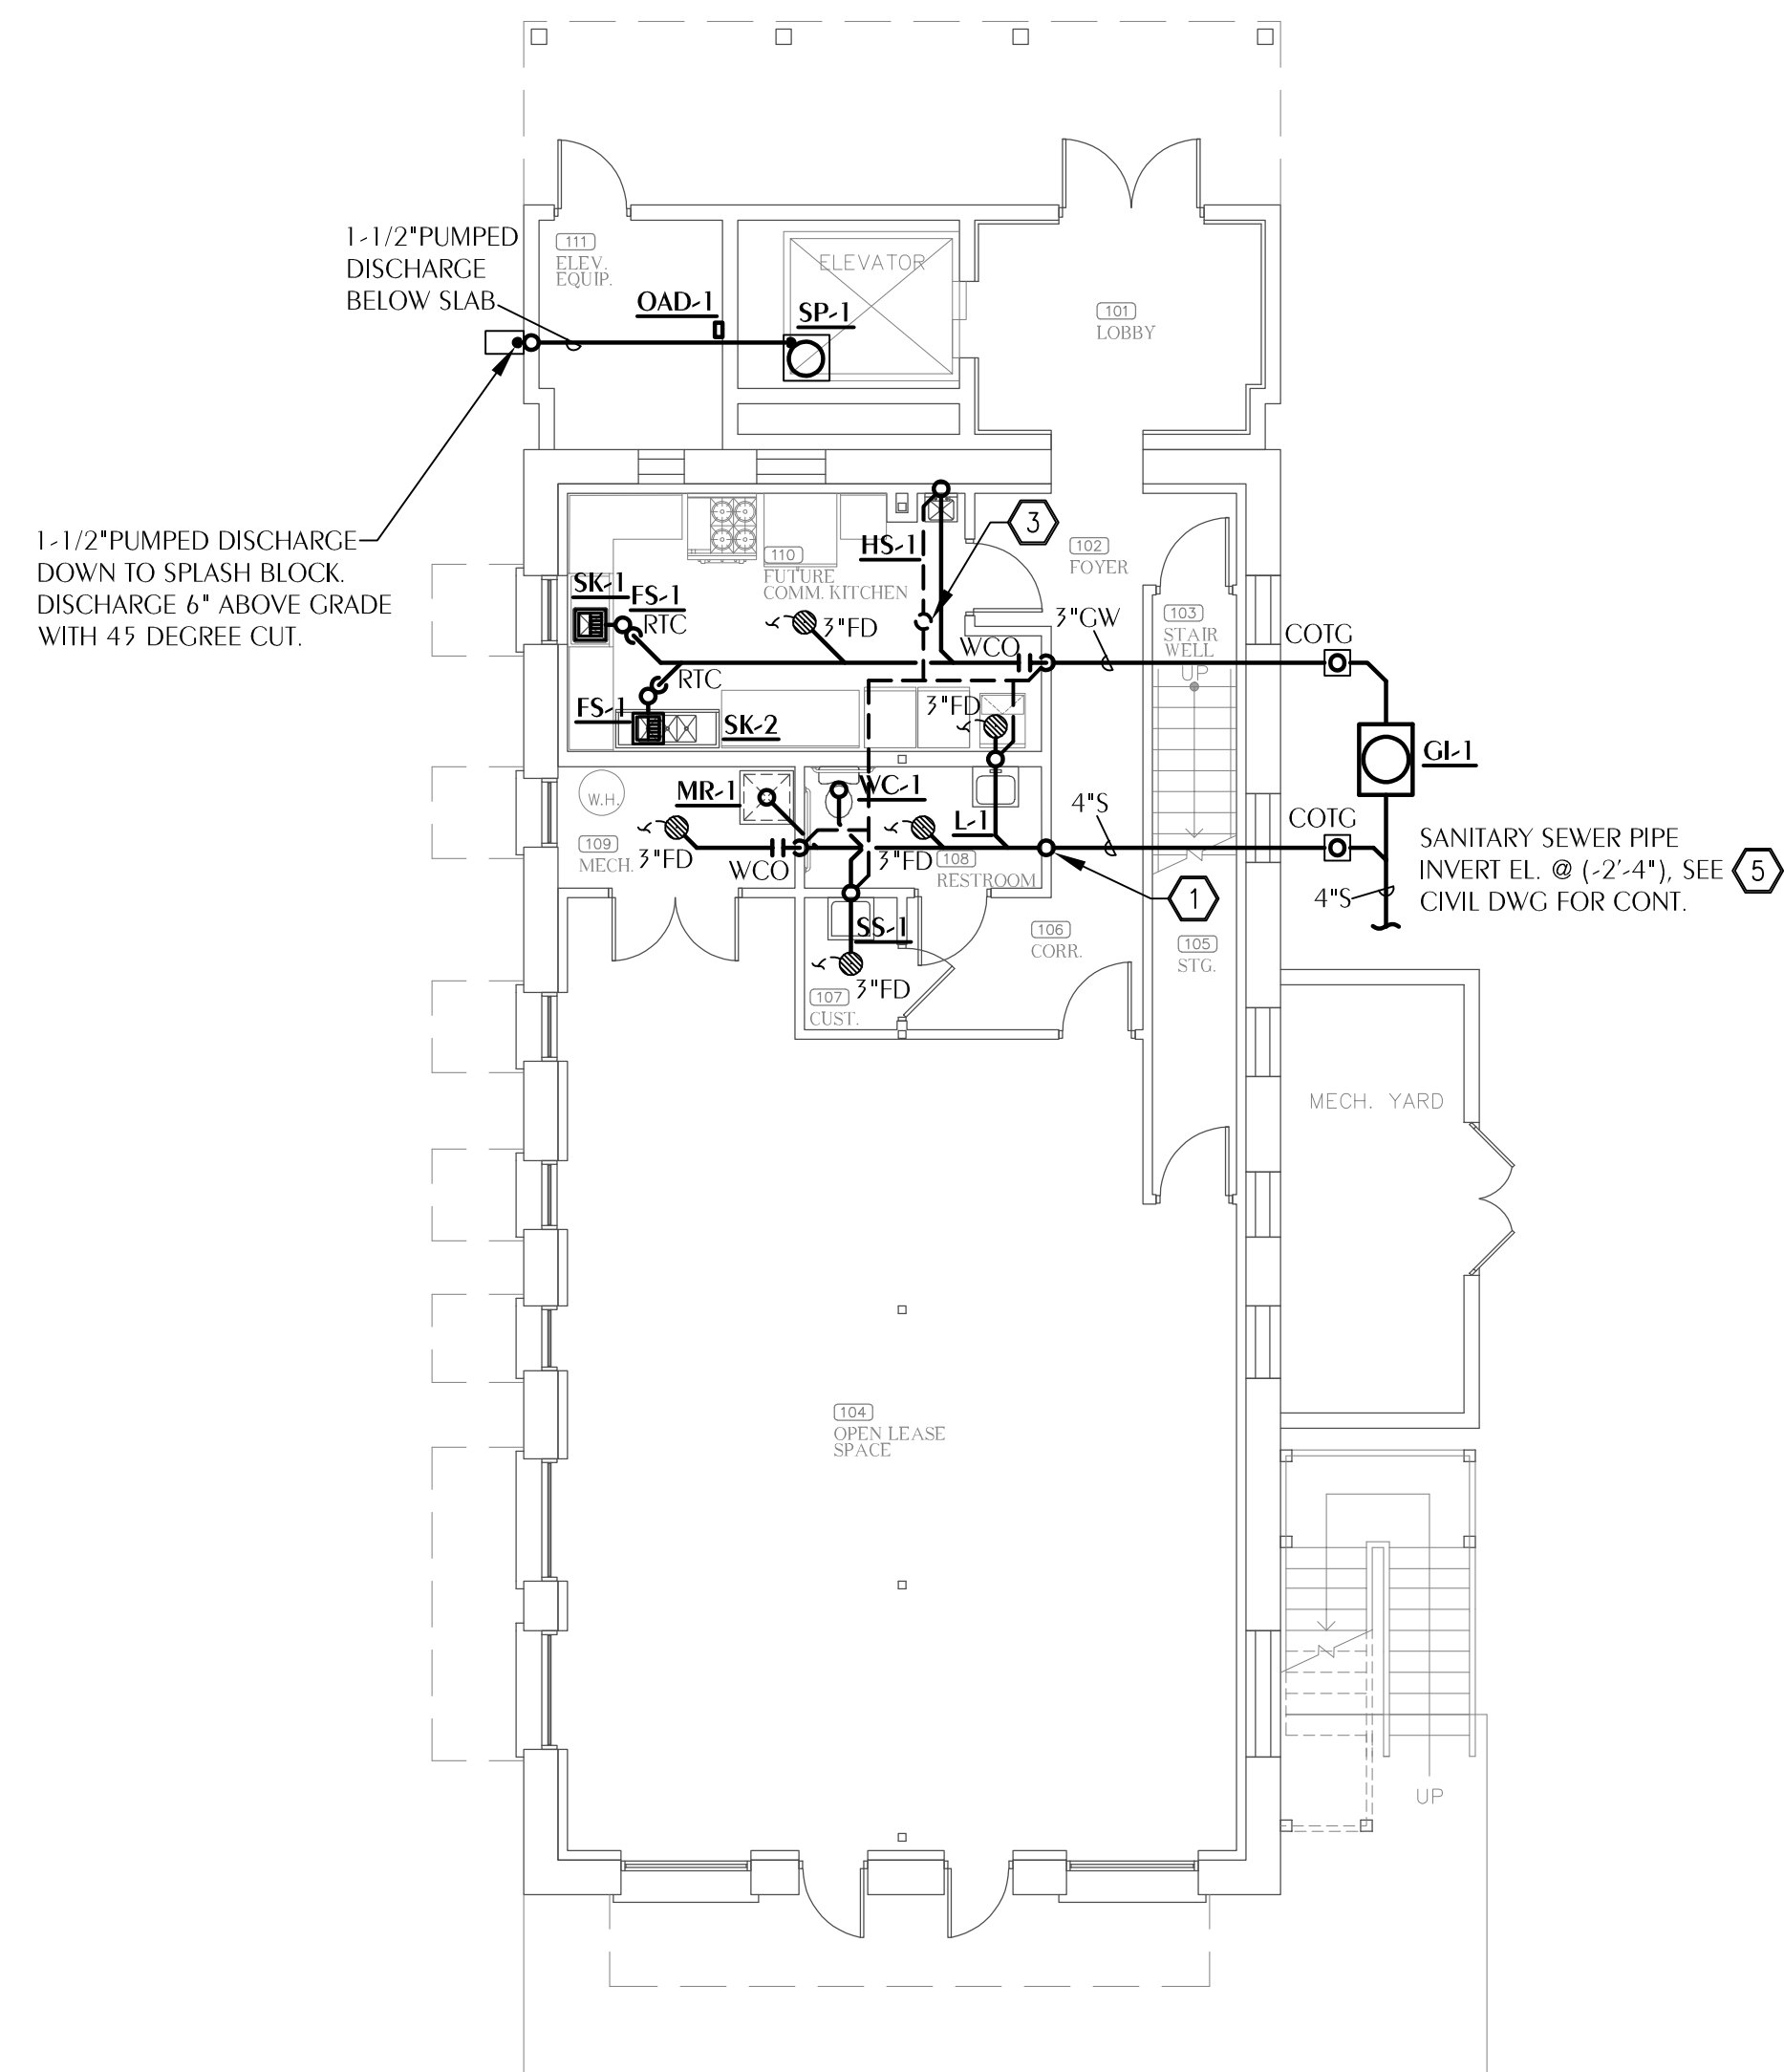 1-1/2"PUMPED
DISCHARGE
BELOW SLAB
111
ELEV.
EQUIP.
OAD-1
ELEVATOR
SP-1
101
LOBBY
1-1/2"PUMPED DISCHARGE
DOWN TO SPLASH BLOCK.
DISCHARGE 6" ABOVE GRADE
WITH 45 DEGREE CUT.
3
HS-1
102
FOYER
110
FUTURE
COMM. KITCHEN
SK-1
FS-1
RTC
3"FD
WCO
3"GW
103
STAIR
WELL
UP
COTG
RTC
FS-1
SK-2
3"FD
GI-1
W.H.
MR-1
WC-1
L-1
4"S
COTG
109
MECH.
3"FD
WCO
3"FD
108
RESTROOM
SANITARY SEWER PIPE
INVERT EL. @ (-2'-4"), SEE
CIVIL DWG FOR CONT.
5
4"S
1
SS-1
106
CORR.
105
STG.
3"FD
107
CUST.
MECH. YARD
104
OPEN LEASE
SPACE
UP